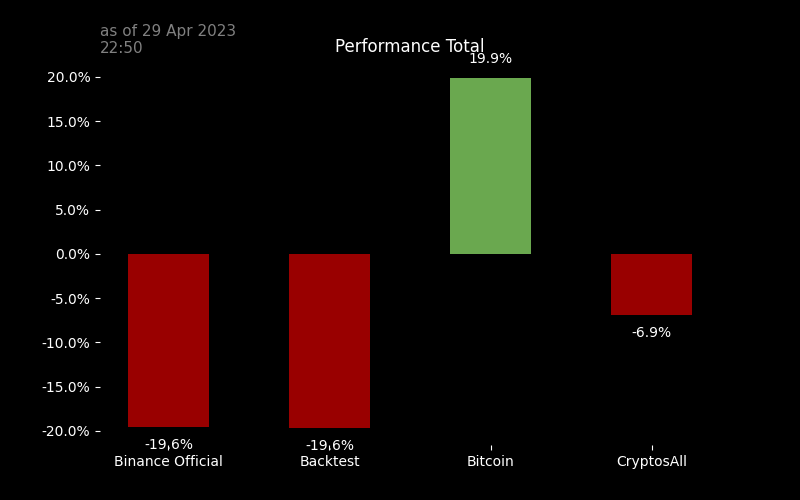 as of 29 Apr 2023
22:50
Performance Total
19.9%
20.0%
15.0%
10.0%
5.0%
0.0%
-5.0%
-10.0%
-15.0%
-20.0%
-6.9%
-19.6%
-19.6%
Binance Official
Backtest
Bitcoin
CryptosAll